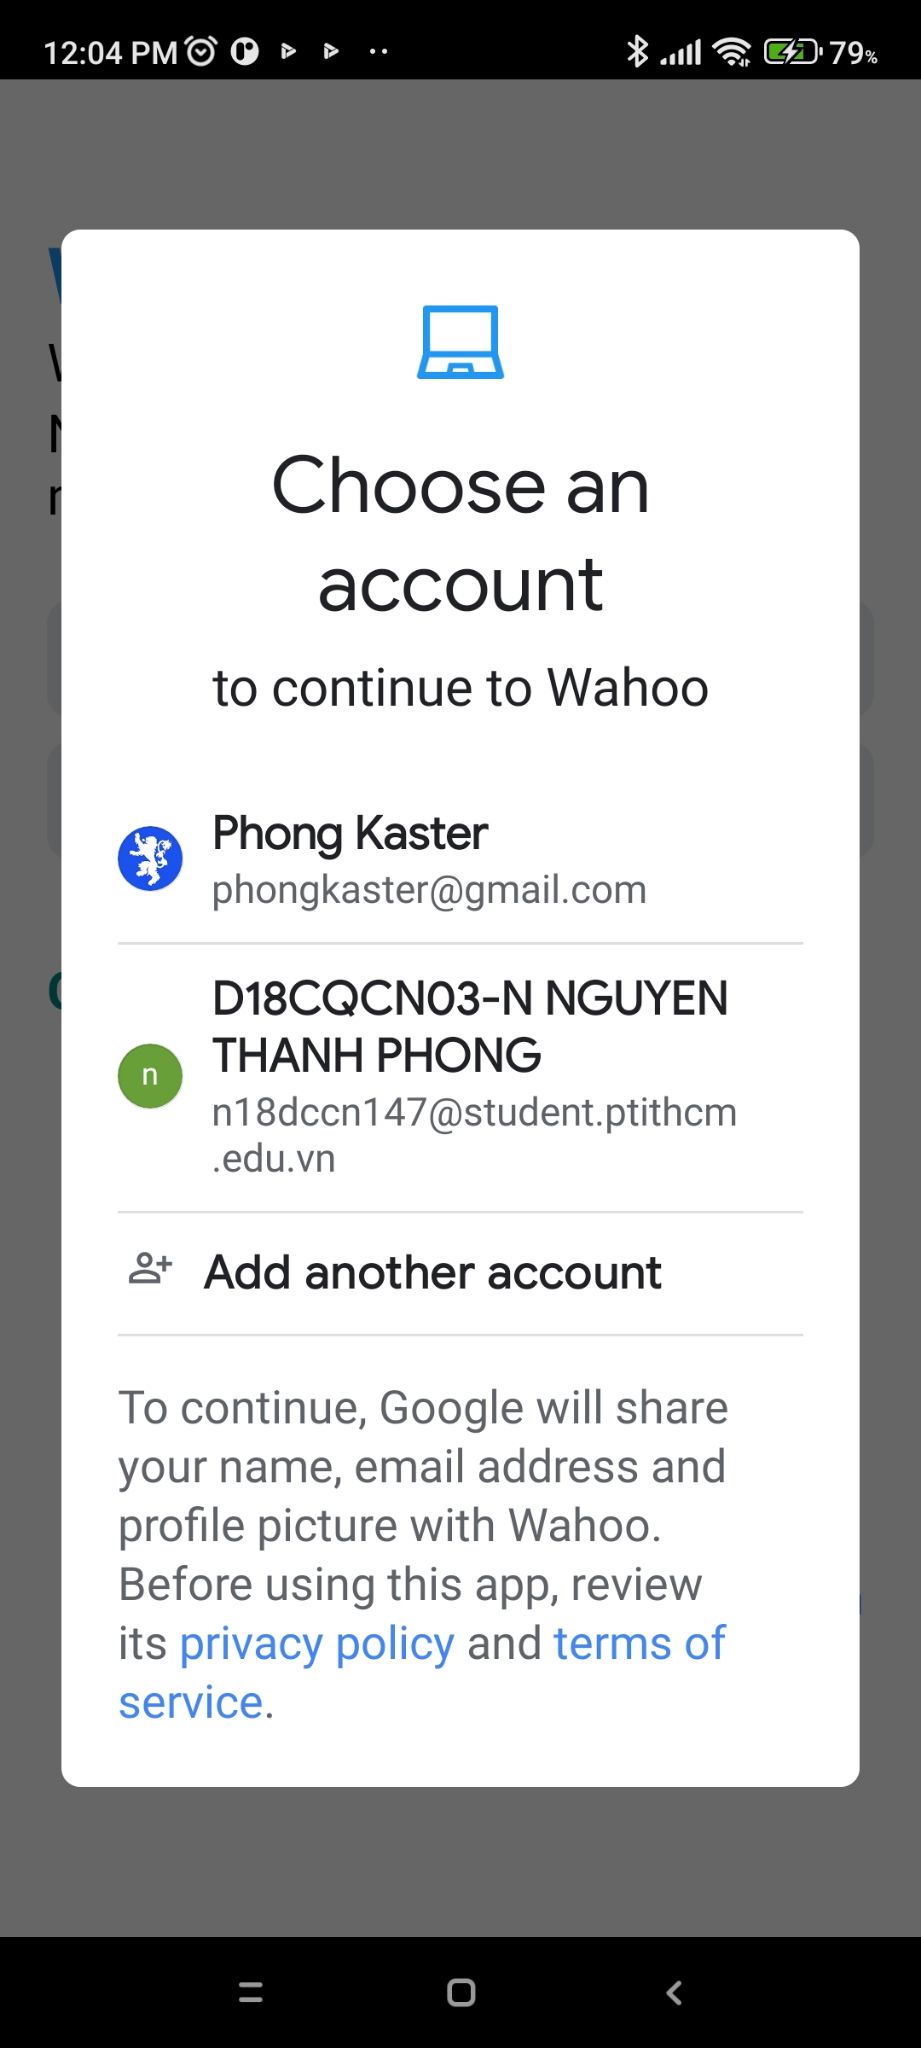 12:04 PM
79%
Choose an
account
to continue to Wahoo
Phong Kaster
phongkaster@gmail.com
n
D18CQCN03-N NGUYEN
THANH PHONG
n18dccn147@student.ptithcm
.edu.vn
Add another account
To continue, Google will share
your name, email address and
profile picture with Wahoo.
Before using this app, review
its privacy policy and terms of
service.